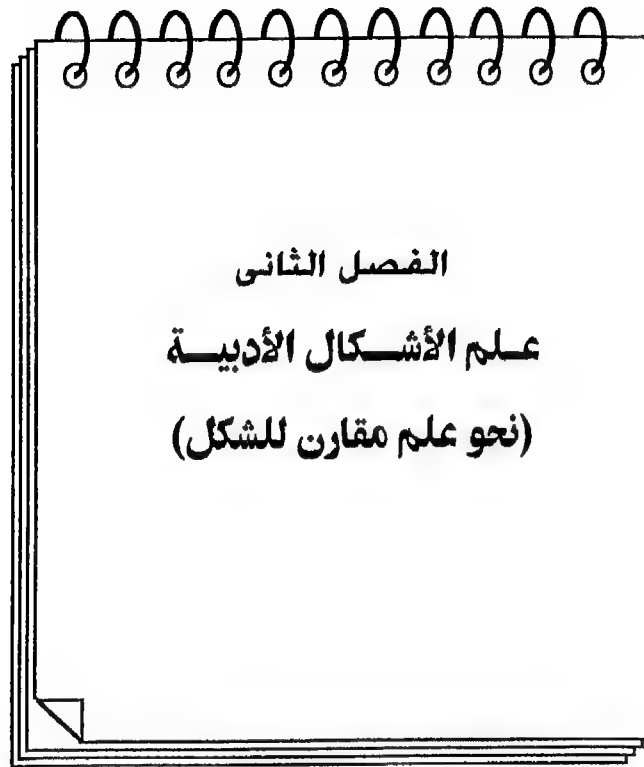 الفصل الثانى
علم الأشكال الأدبية
(نحو علم مقارن للشكل)